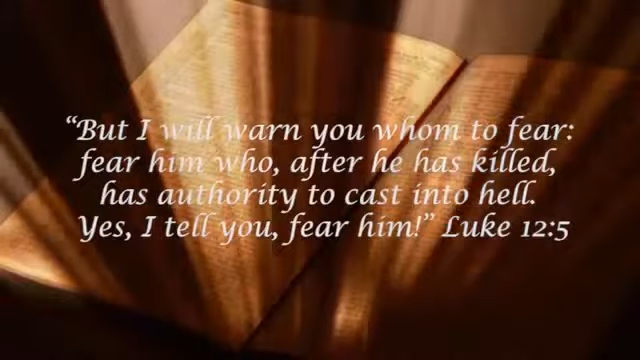 “But I will warn you whom to fear:
fear him who, after he has killed,
has authority to cast into hell.
Yes, I tell you, fear him!” Luke 12:5